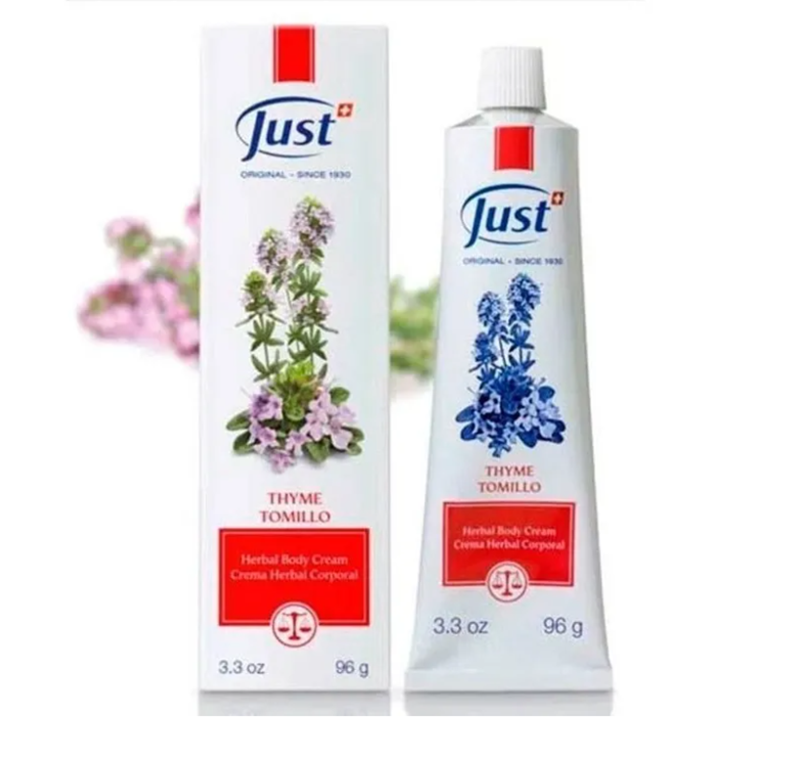 Just
ORIGINAL - SINCE 1930
THYME
TOMILLO
Herbal Body Cream
Crema Herbal Corporal
3.3 oz 96 g
Just
ORIGINAL - SINCE 1930
THYME
TOMILLO
Herbal Body Cream
Crema Herbal Corporal
3.3 oz 96 g